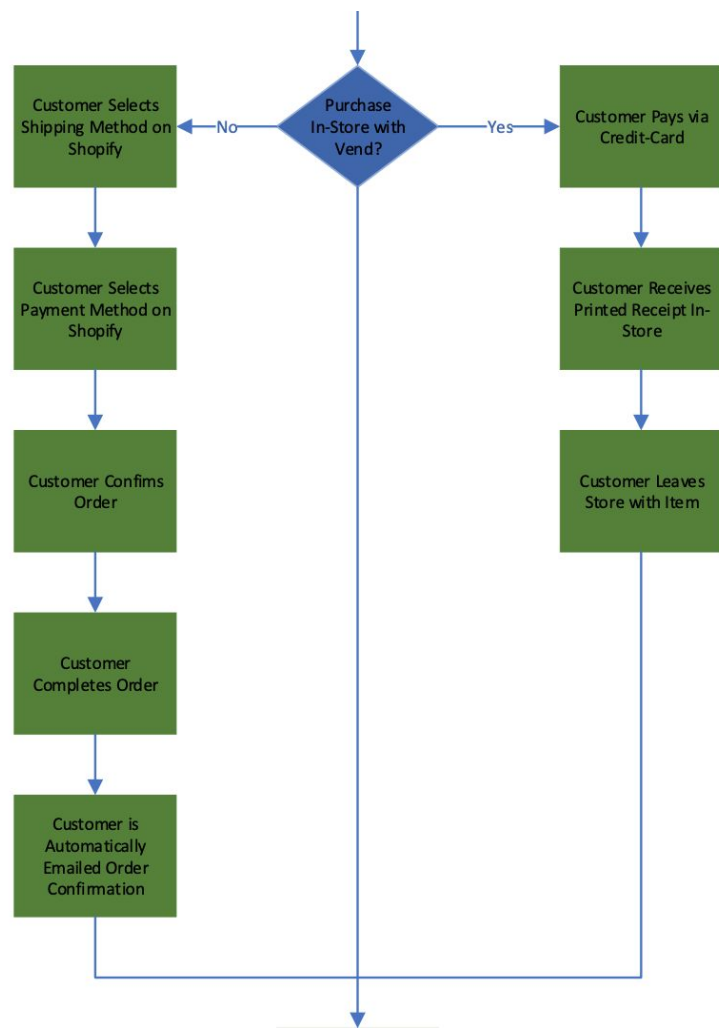 Customer Selects
Shipping Method on
Shopify
No
Purchase
In-Store with
Vend?
Yes
Customer Pays via
Credit-Card
Customer Selects
Payment Method on
Shopify
Customer Receives
Printed Receipt In-
Store
Customer Confims
Order
Customer Leaves
Store with Item
Customer
Completes Order
Customer is
Automatically
Emailed Order
Confirmation